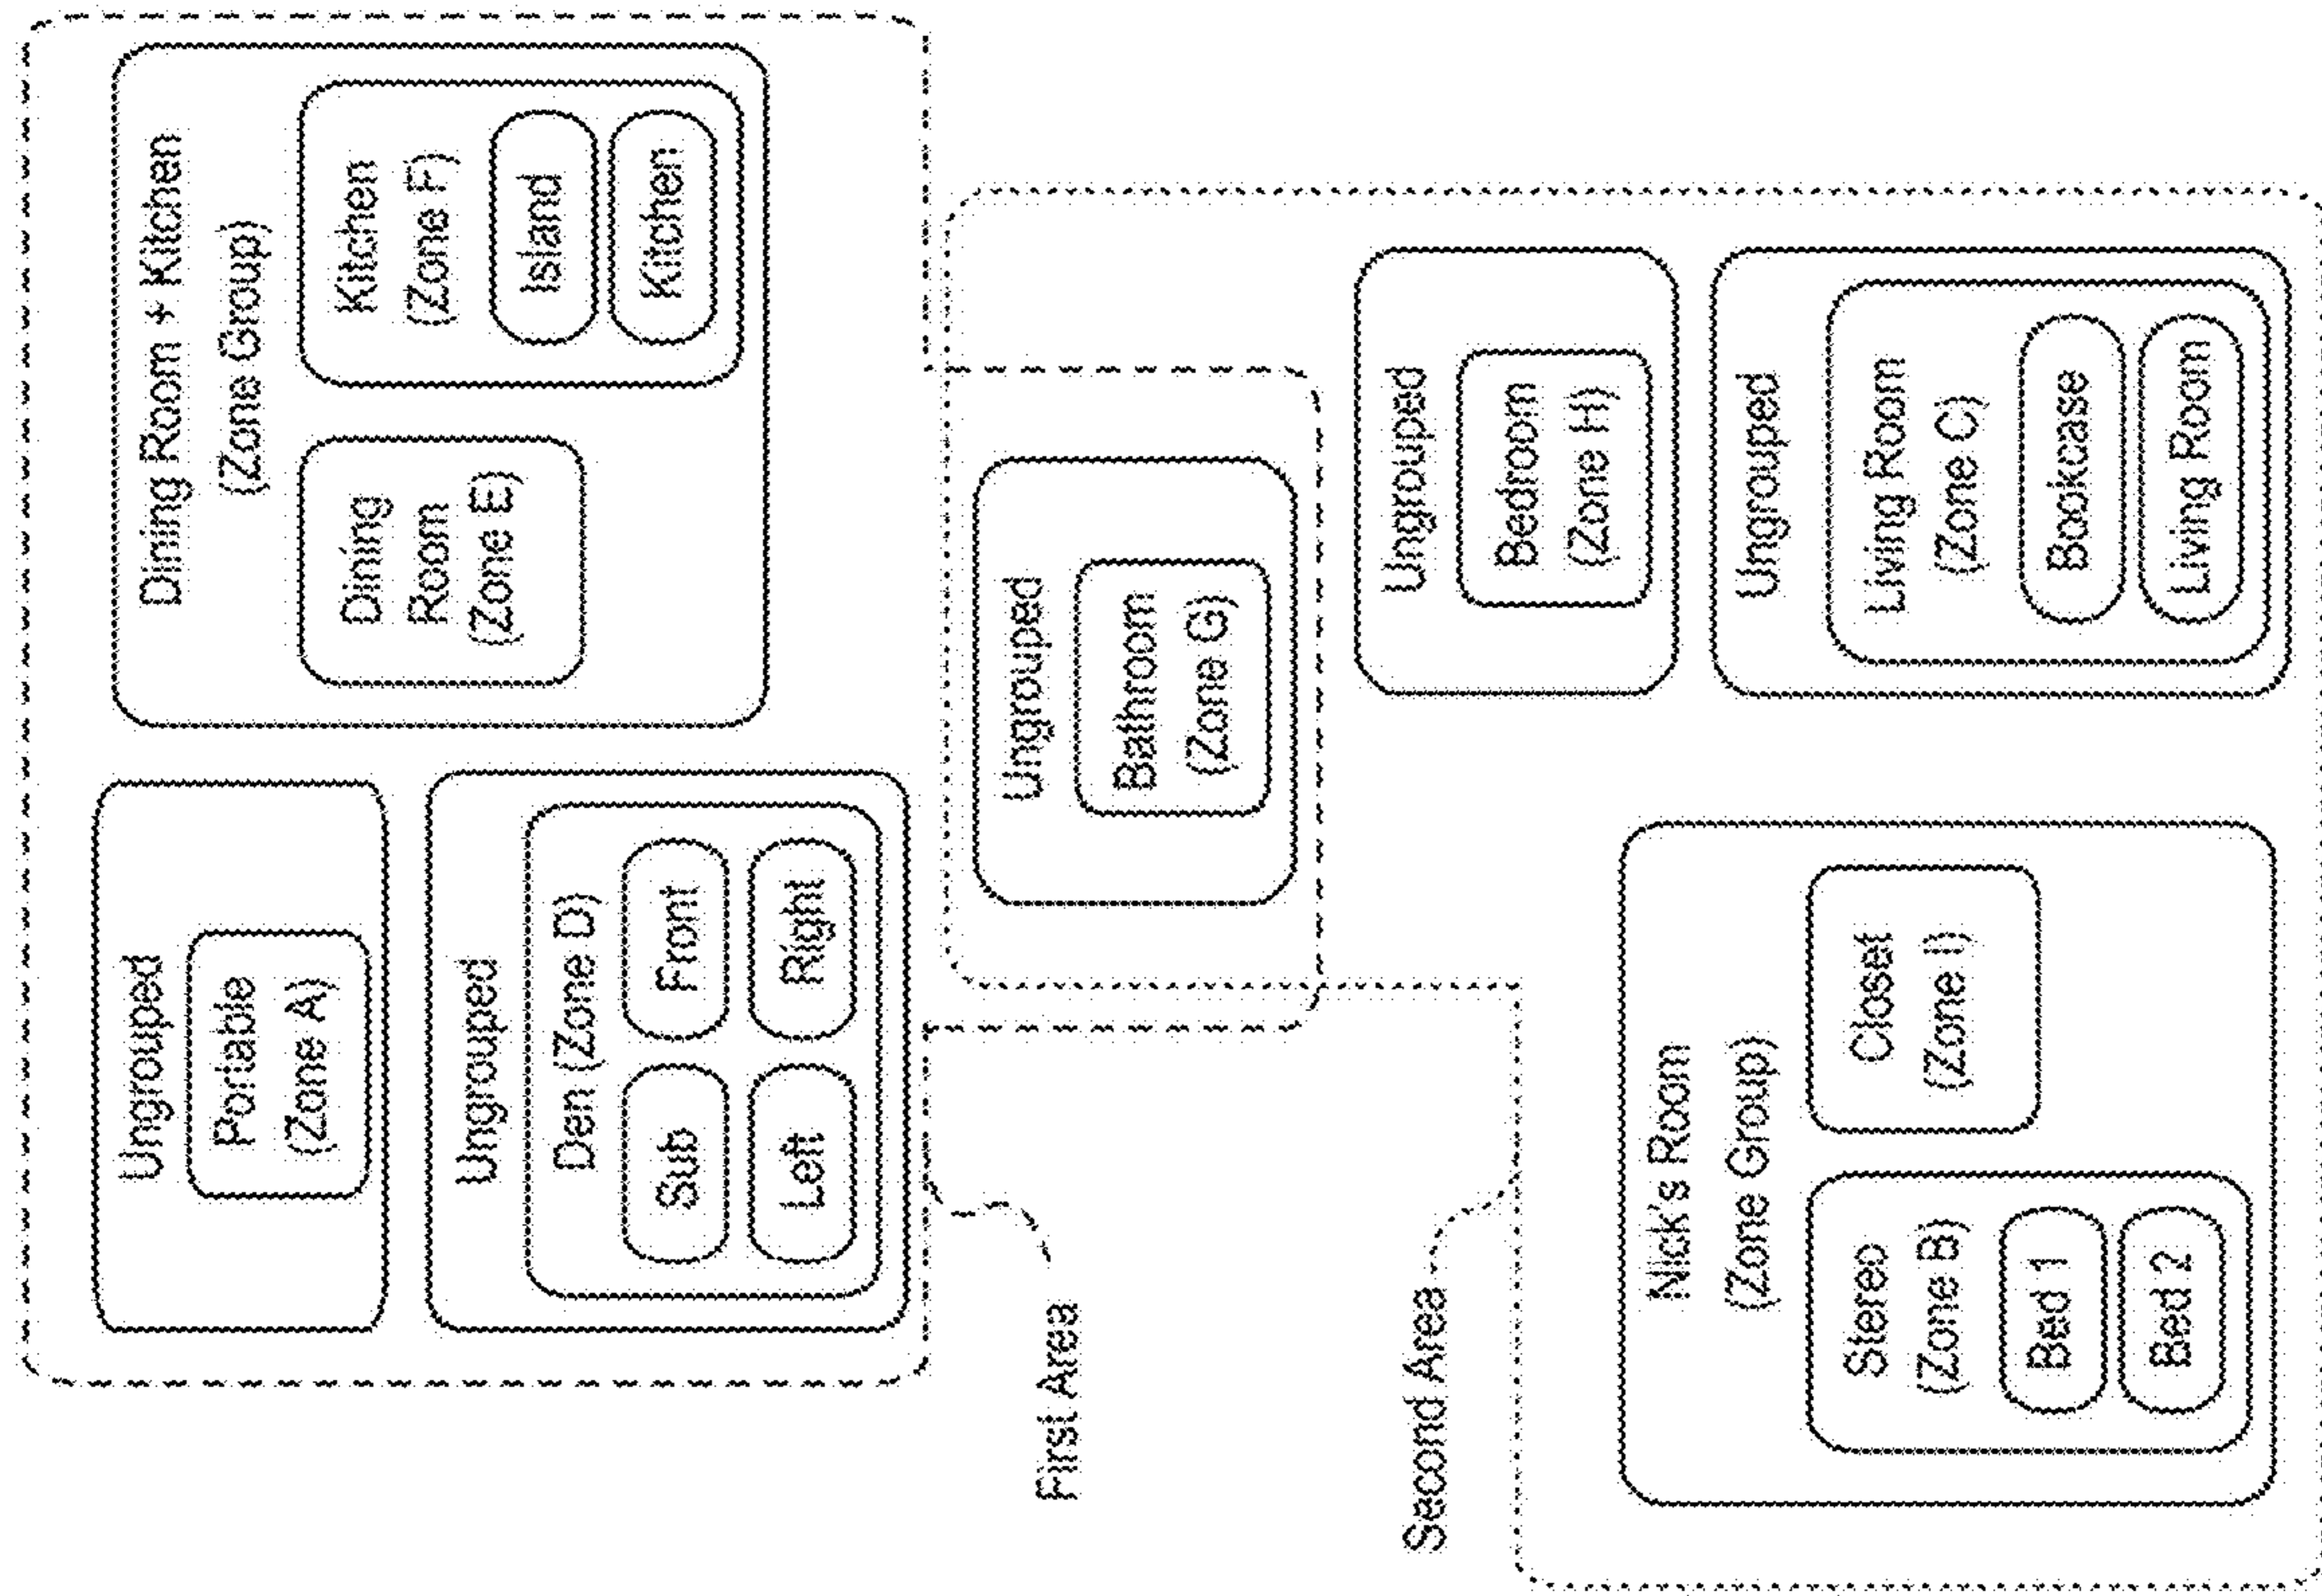 Ungrouped
Portable
(Zone A)
Dining Room + Kitchen
(Zone Group)
Dining
Room
(Zone E)
Kitchen
(Zone F)
Island
Kitchen
Ungrouped
Den (Zone D)
Sub
Front
Left
Right
First Area
Ungrouped
Bathroom
(Zone G)
Second Area
Ungrouped
Bedroom
(Zone H)
Nick's Room
(Zone Group)
Stereo
(Zone B)
Bed 1
Bed 2
Closet
(Zone I)
Ungrouped
Living Room
(Zone C)
Bookcase
Living Room